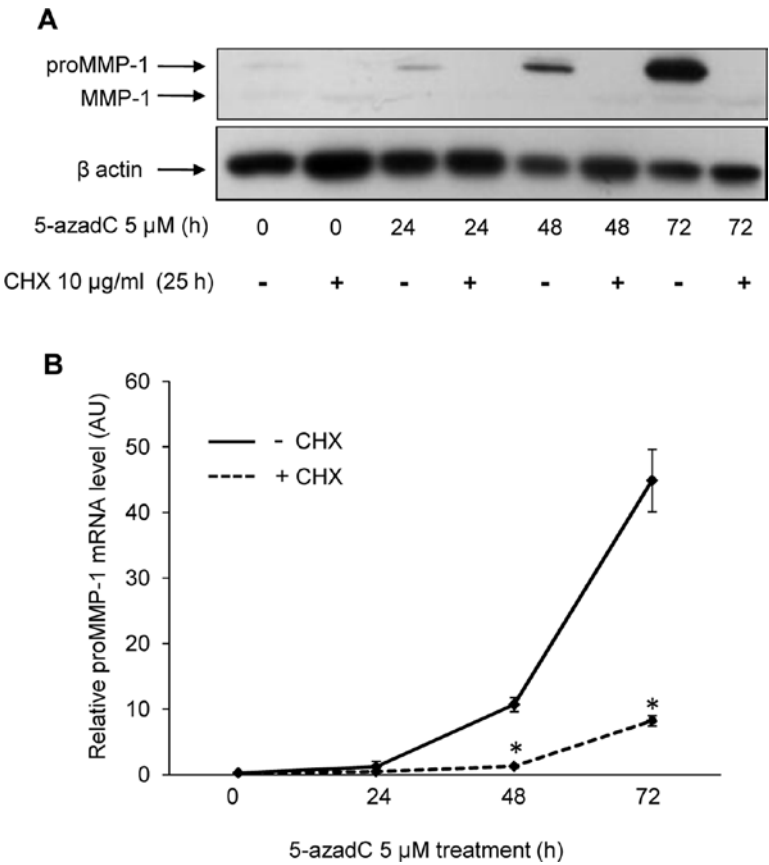 A
proMMP-1
MMP-1
β actin
5-azadC 5 µM (h) 0 0 24 24 48 48 72 72
CHX 10 µg/ml (25 h) - + - + - + - +
B
60
50
40
30
20
10
0
Relative proMMP-1 mRNA level (AU)
- CHX
+ CHX
*
*
0 24 48 72
5-azadC 5 µM treatment (h)